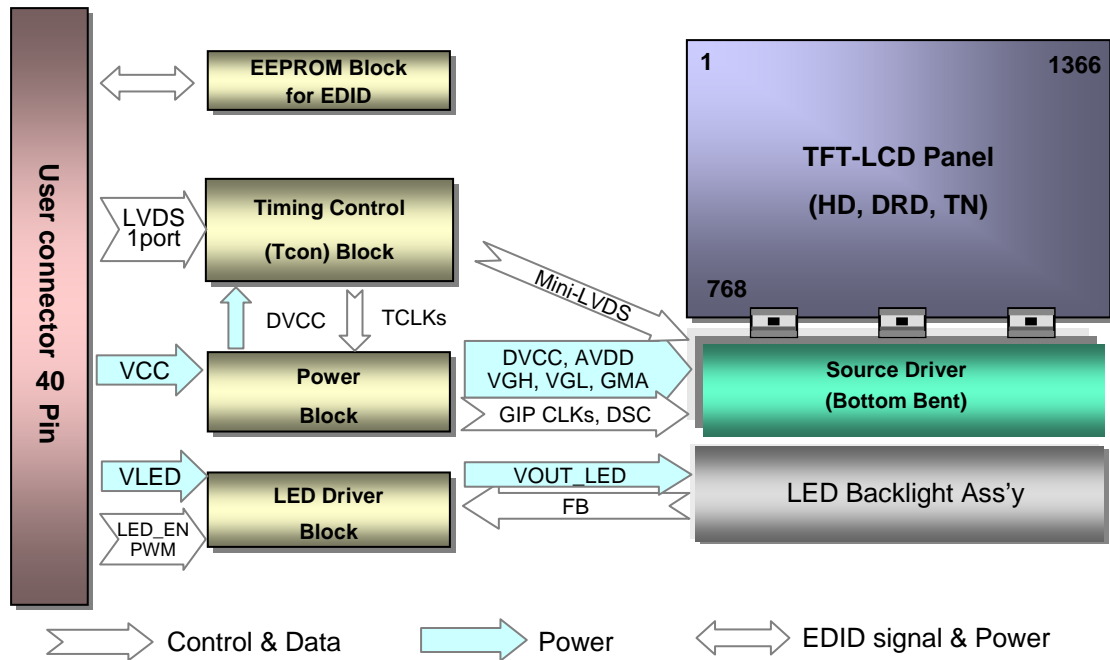 User connector 40 Pin
EEPROM Block
for EDID
1
1366
TFT-LCD Panel
(HD, DRD, TN)
768
LVDS
1port
Timing Control
(Tcon) Block
Mini-LVDS
DVCC
TCLKs
VCC
Power
Block
DVCC, AVDD
VGH, VGL, GMA
GIP CLKs, DSC
Source Driver
(Bottom Bent)
VLED
LED_EN
PWM
LED Driver
Block
VOUT_LED
FB
LED Backlight Ass'y
Control & Data
Power
EDID signal & Power